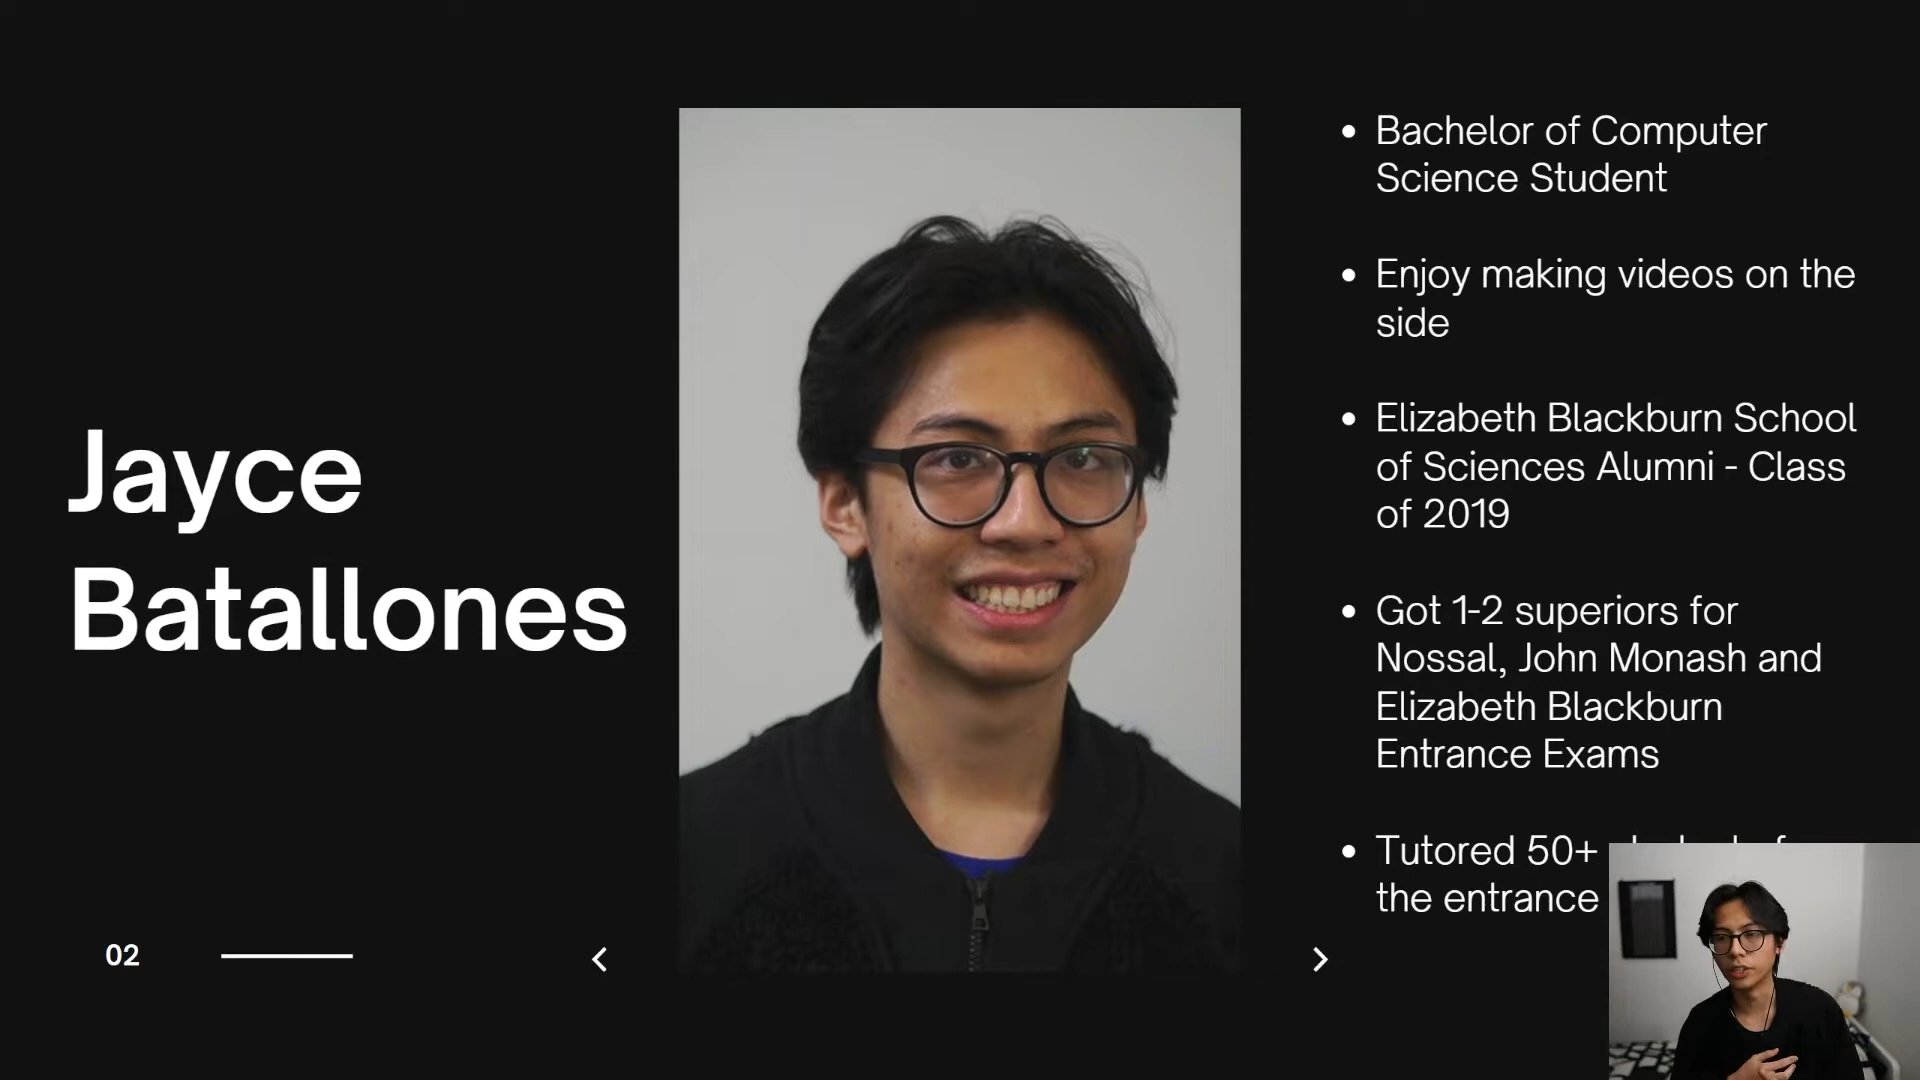 Jayce
Batallones
Bachelor of Computer
Science Student
Enjoy making videos on the
side
Elizabeth Blackburn School
of Sciences Alumni - Class
of 2019
Got 1-2 superiors for
Nossal, John Monash and
Elizabeth Blackburn
Entrance Exams
Tutored 50+
the entrance
02